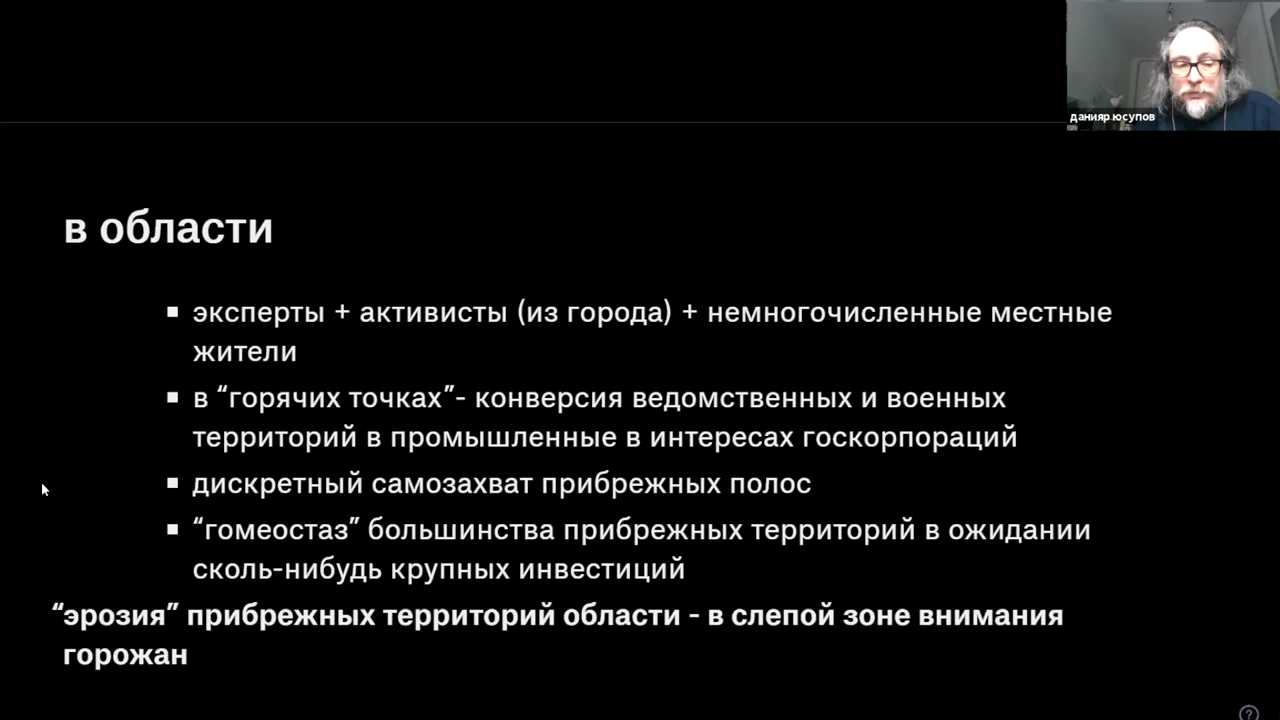 данияр юсупов
в области
▪ эксперты + активисты (из города) + немногочисленные местные
жители
▪ в “горячих точках”- конверсия ведомственных и военных
территорий в промышленные в интересах госкорпораций
▪ дискретный самозахват прибрежных полос
▪ “гомеостаз” большинства прибрежных территорий в ожидании
сколь-нибудь крупных инвестиций
“эрозия” прибрежных территорий области - в слепой зоне внимания
горожан
?